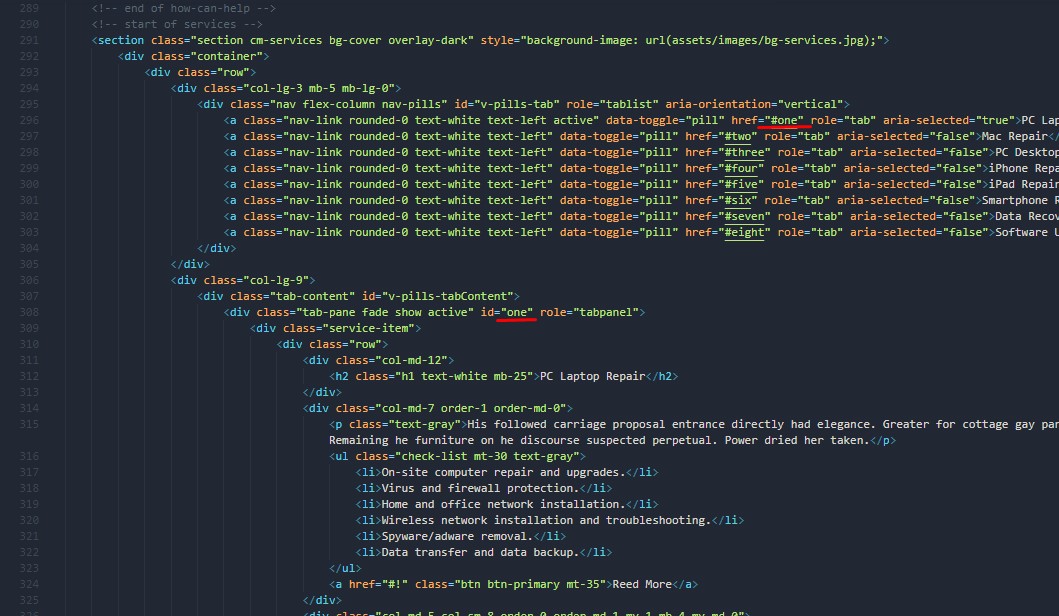 289 <!-- end of how-can-help -->
290 <!-- start of services -->
291 <section class="section cm-services bg-cover overlay-dark" style="background-image: url(assets/images/bg-services.jpg);">
292 <div class="container">
293 <div class="row">
294 <div class="col-lg-3 mb-5 mb-lg-0">
295 <div class="nav flex-column nav-pills" id="v-pills-tab" role="tablist" aria-orientation="vertical">
296 <a class="nav-link rounded-0 text-white text-left active" data-toggle="pill" href="#one" role="tab" aria-selected="true">PC Lap
297 <a class="nav-link rounded-0 text-white text-left" data-toggle="pill" href="#two" role="tab" aria-selected="false">Mac Repair</
298 <a class="nav-link rounded-0 text-white text-left" data-toggle="pill" href="#three" role="tab" aria-selected="false">PC Deskto
299 <a class="nav-link rounded-0 text-white text-left" data-toggle="pill" href="#four" role="tab" aria-selected="false">iPhone Repa
300 <a class="nav-link rounded-0 text-white text-left" data-toggle="pill" href="#five" role="tab" aria-selected="false">iPad Repair
301 <a class="nav-link rounded-0 text-white text-left" data-toggle="pill" href="#six" role="tab" aria-selected="false">Smartphone R
302 <a class="nav-link rounded-0 text-white text-left" data-toggle="pill" href="#seven" role="tab" aria-selected="false">Data Recov
303 <a class="nav-link rounded-0 text-white text-left" data-toggle="pill" href="#eight" role="tab" aria-selected="false">Software U
304 </div>
305 </div>
306 <div class="col-lg-9">
307 <div class="tab-content" id="v-pills-tabContent">
308 <div class="tab-pane fade show active" id="one" role="tabpanel">
309 <div class="service-item">
310 <div class="row">
311 <div class="col-md-12">
312 <h2 class="h1 text-white mb-25">PC Laptop Repair</h2>
313 </div>
314 <div class="col-md-7 order-1 order-md-0">
315 <p class="text-gray">His followed carriage proposal entrance directly had elegance. Greater for cottage gay par
Remaining he furniture on he discourse suspected perpetual. Power dried her taken.</p>
316 <ul class="check-list mt-30 text-gray">
317 <li>On-site computer repair and upgrades.</li>
318 <li>Virus and firewall protection.</li>
319 <li>Home and office network installation.</li>
320 <li>Wireless network installation and troubleshooting.</li>
321 <li>Spyware/adware removal.</li>
322 <li>Data transfer and data backup.</li>
323 </ul>
324 <a href="#!" class="btn btn-primary mt-35">Reed More</a>
325 </div>